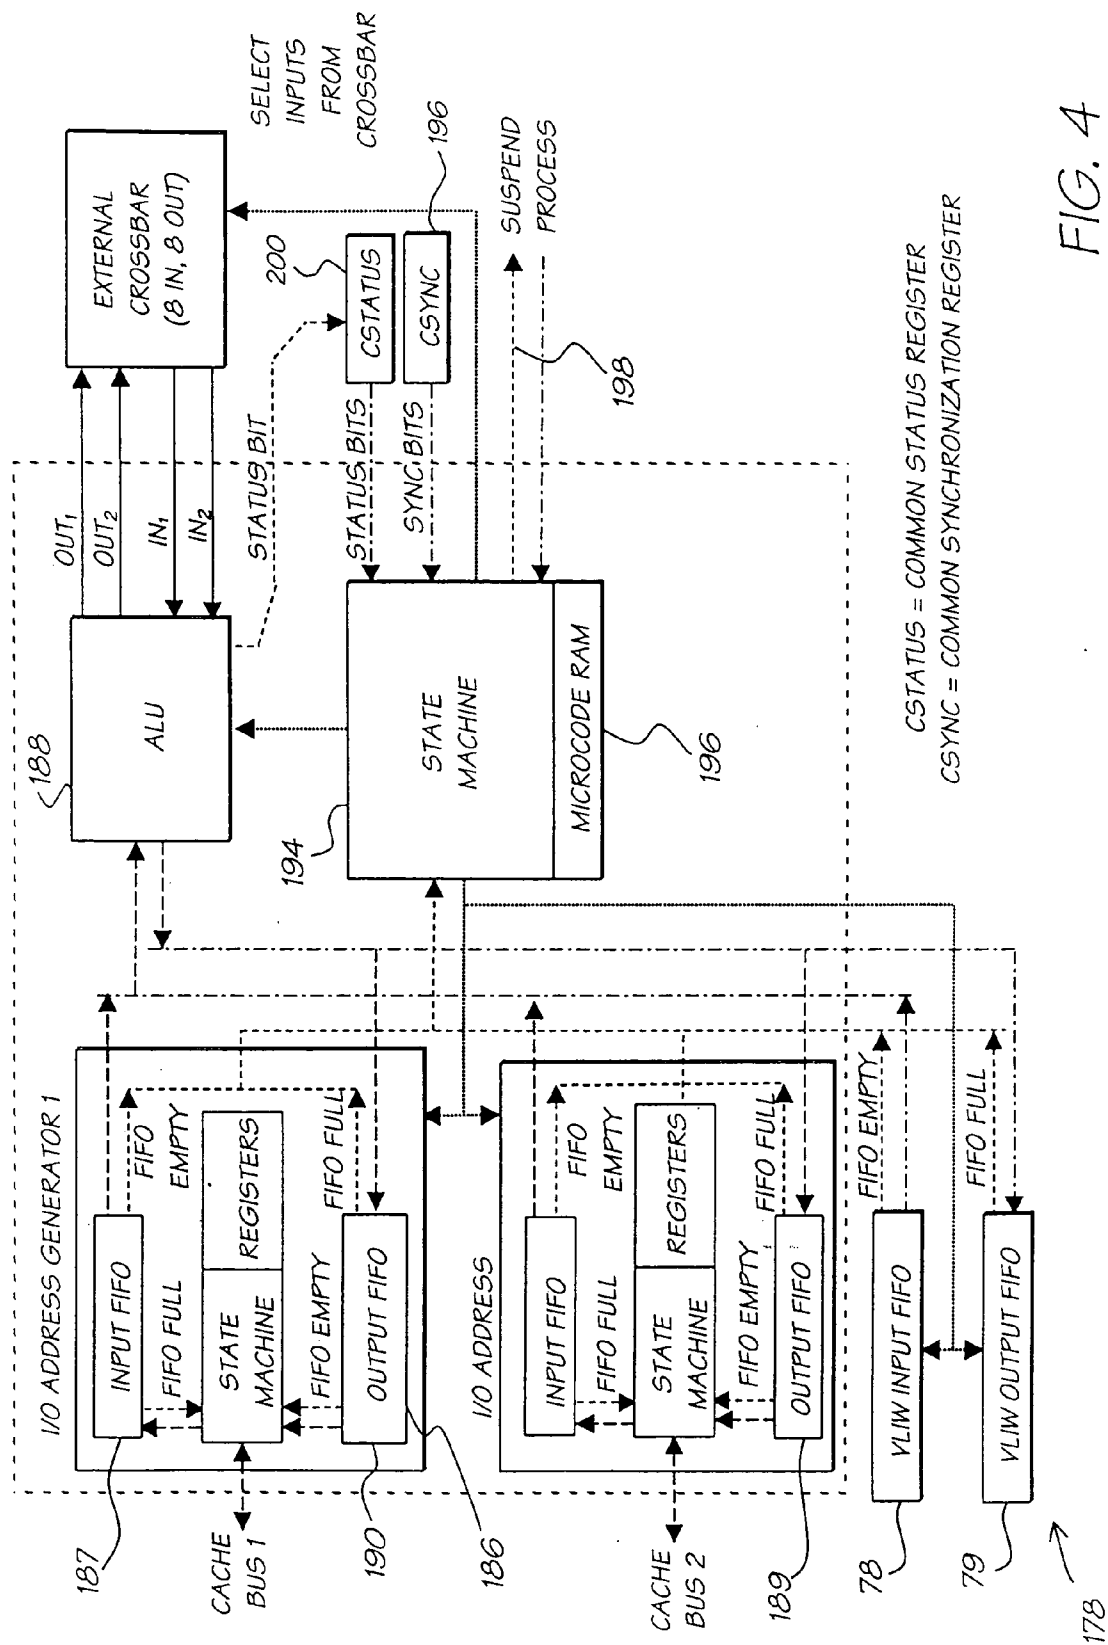 I/O ADDRESS GENERATOR 1
187
INPUT FIFO
FIFO FULL
FIFO
EMPTY
STATE
MACHINE
REGISTERS
FIFO EMPTY
FIFO FULL
OUTPUT FIFO
CACHE
BUS 1
190
186
I/O ADDRESS
INPUT FIFO
FIFO FULL
FIFO
EMPTY
STATE
MACHINE
REGISTERS
FIFO EMPTY
FIFO FULL
OUTPUT FIFO
CACHE
BUS 2
189
VLIW INPUT FIFO
FIFO EMPTY
78
VLIW OUTPUT FIFO
FIFO FULL
79
178
188
ALU
OUT1
OUT2
IN1
IN2
STATUS BIT
EXTERNAL
CROSSBAR
(8 IN, 8 OUT)
SELECT
INPUTS
FROM
CROSSBAR
194
STATE
MACHINE
MICROCODE RAM
196
STATUS BITS
SYNC BITS
200
CSTATUS
CSYNC
196
198
SUSPEND
PROCESS
CSTATUS = COMMON STATUS REGISTER
CSYNC = COMMON SYNCHRONIZATION REGISTER
FIG. 4